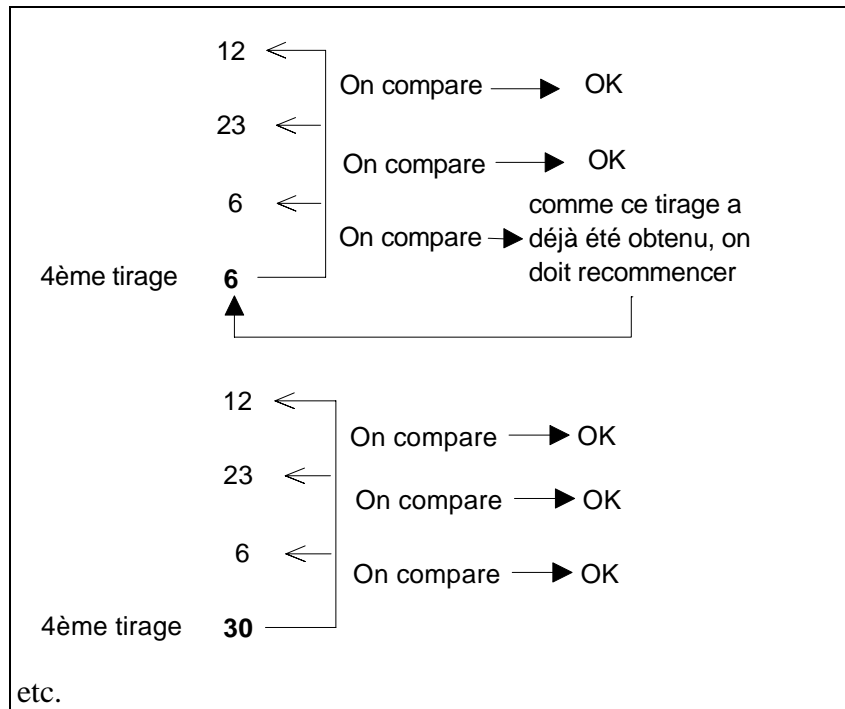 12
On compare OK
23
On compare OK
6
comme ce tirage a
On compare déjà été obtenu, on
doit recommencer
4ème tirage 6
12
On compare OK
23
On compare OK
6
On compare OK
4ème tirage 30
etc.